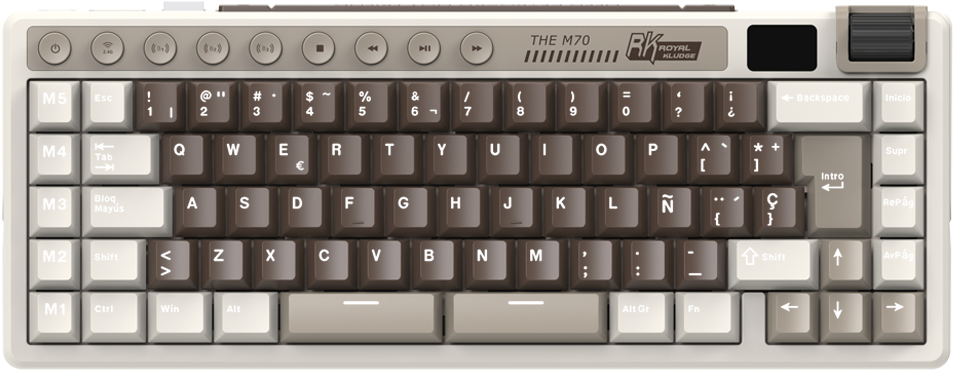 2.4G
THE M70
RK ROYAL KLUDGE
M5 Esc ! 1 | @ " 2 # · 3 $ ~ 4 % 5 & 6 ¬ / 7 ( 8 ) 9 = 0 ? ' ¡ ¿ ← Backspace Inicio
M4 Tab Q W E € R T Y U I O P ^ ` [ * + ] Intro Supr
M3 Bloq Mayús A S D F G H J K L Ñ ¨ ´ { Ç } RePág
M2 Shift < > Z X C V B N M ; , : . _ - Shift ↑ AvPág
M1 Ctrl Win Alt Alt Gr Fn ← ↓ →